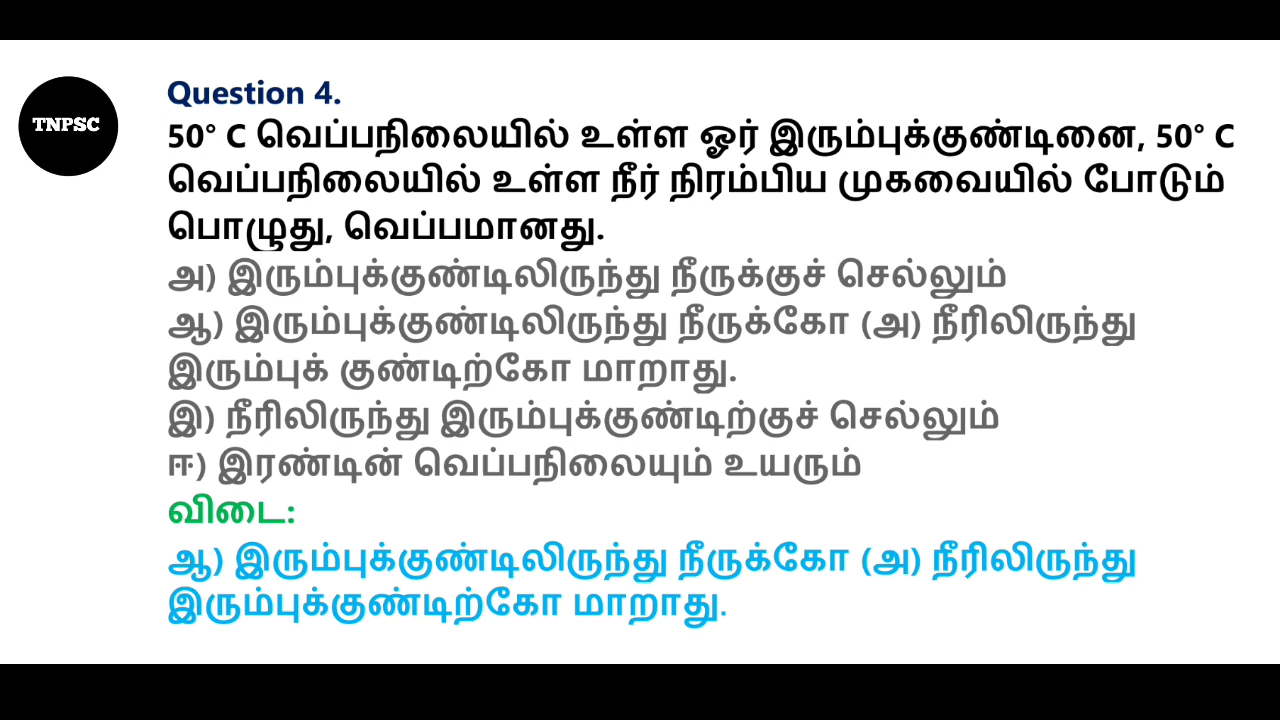 TNPSC
Question 4.
50° C வெப்பநிலையில் உள்ள ஓர் இரும்புக்குண்டினை, 50° C
வெப்பநிலையில் உள்ள நீர் நிரம்பிய முகவையில் போடும்
பொழுது, வெப்பமானது.
அ) இரும்புக்குண்டிலிருந்து நீருக்குச் செல்லும்
ஆ) இரும்புக்குண்டிலிருந்து நீருக்கோ (அ) நீரிலிருந்து
இரும்புக் குண்டிற்கோ மாறாது.
இ) நீரிலிருந்து இரும்புக்குண்டிற்குச் செல்லும்
ஈ) இரண்டின் வெப்பநிலையும் உயரும்
விடை:
ஆ) இரும்புக்குண்டிலிருந்து நீருக்கோ (அ) நீரிலிருந்து
இரும்புக்குண்டிற்கோ மாறாது.